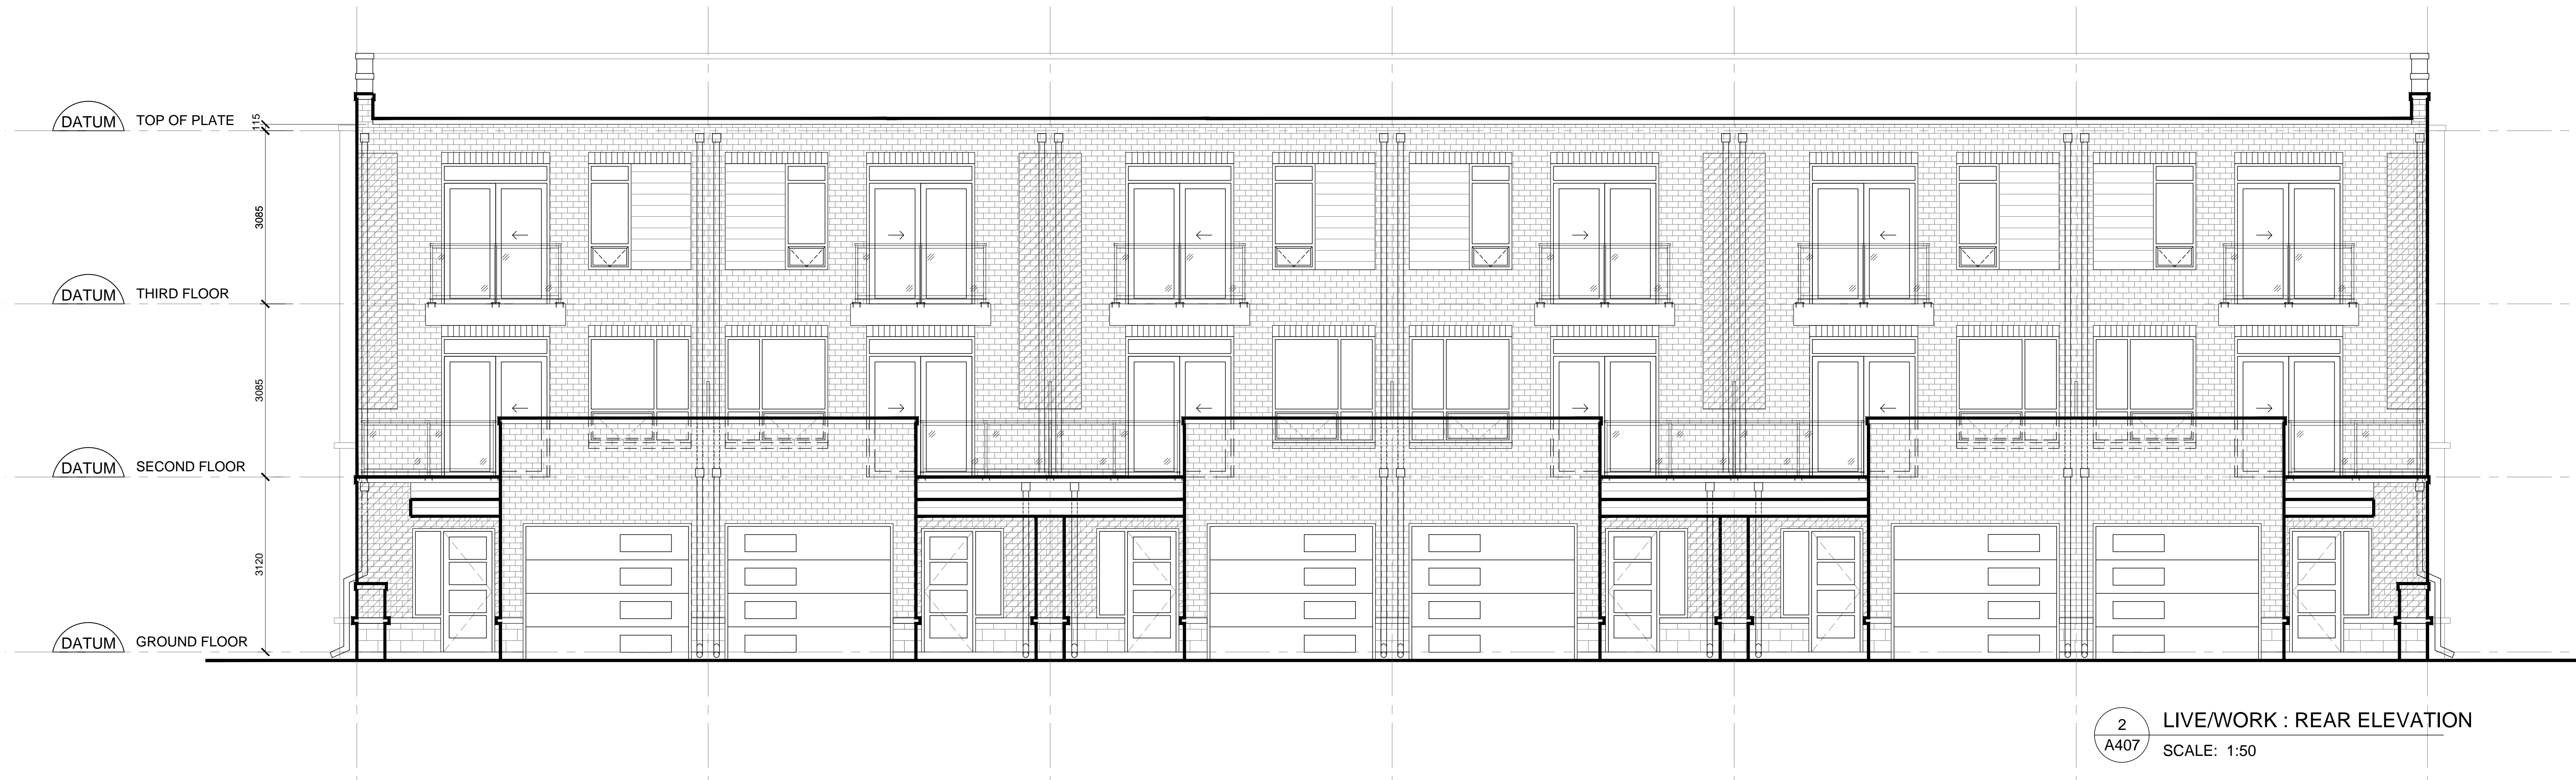 DATUM TOP OF PLATE
115
3085
DATUM THIRD FLOOR
3085
DATUM SECOND FLOOR
3120
DATUM GROUND FLOOR
2
A407
LIVE/WORK : REAR ELEVATION
SCALE: 1:50